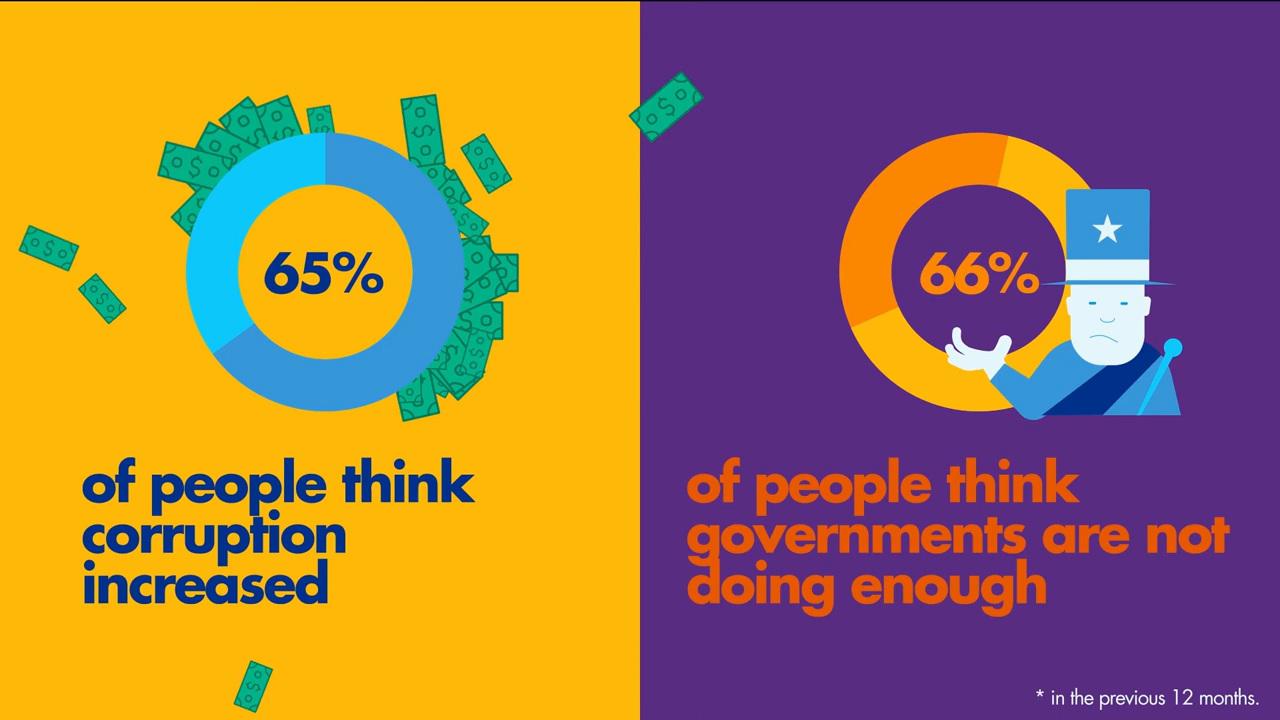 65%
of people think
corruption
increased
66%
of people think
governments are not
doing enough
* in the previous 12 months.